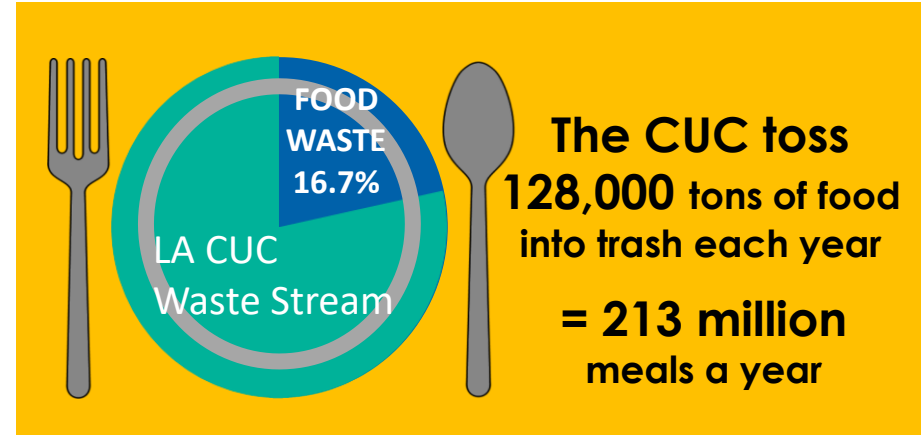 FOOD
WASTE
16.7%
LA CUC
Waste Stream
The CUC toss
128,000 tons of food
into trash each year
= 213 million
meals a year